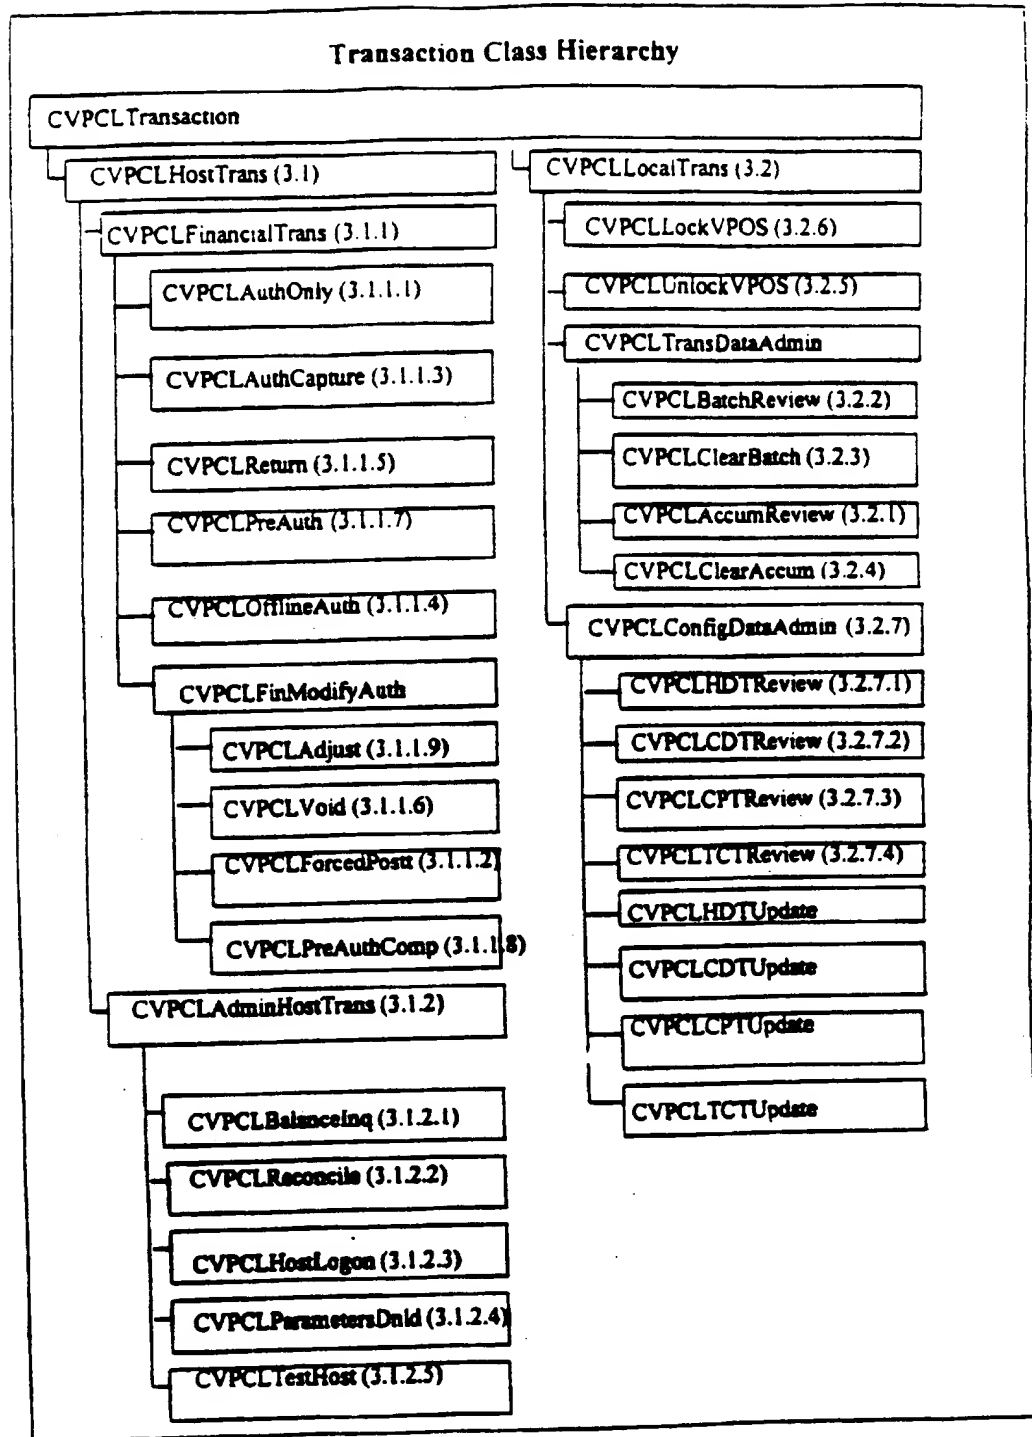 Transaction Class Hierarchy
CVPCLTransaction
CVPCLHostTrans (3.1)
CVPCLFinancialTrans (3.1.1)
CVPCLAuthOnly (3.1.1.1)
CVPCLAuthCapture (3.1.1.3)
CVPCLReturn (3.1.1.5)
CVPCLPreAuth (3.1.1.7)
CVPCLOfflineAuth (3.1.1.4)
CVPCLFinModifyAuth
CVPCLAdjust (3.1.1.9)
CVPCLVoid (3.1.1.6)
CVPCLForcedPostt (3.1.1.2)
CVPCLPreAuthComp (3.1.1.8)
CVPCLAdminHostTrans (3.1.2)
CVPCLBalanceInq (3.1.2.1)
CVPCLReconcile (3.1.2.2)
CVPCLHostLogon (3.1.2.3)
CVPCLParametersDnld (3.1.2.4)
CVPCLTestHost (3.1.2.5)
CVPCLLocalTrans (3.2)
CVPCLLockVPOS (3.2.6)
CVPCLUnlockVPOS (3.2.5)
CVPCLTransDataAdmin
CVPCLBatchReview (3.2.2)
CVPCLClearBatch (3.2.3)
CVPCLAccumReview (3.2.1)
CVPCLClearAccum (3.2.4)
CVPCLConfigDataAdmin (3.2.7)
CVPCLHDTReview (3.2.7.1)
CVPCLCDTReview (3.2.7.2)
CVPCLCPTReview (3.2.7.3)
CVPCLTCTReview (3.2.7.4)
CVPCLHDTUpdate
CVPCLCDTUpdate
CVPCLCPTUpdate
CVPCLTCTUpdate